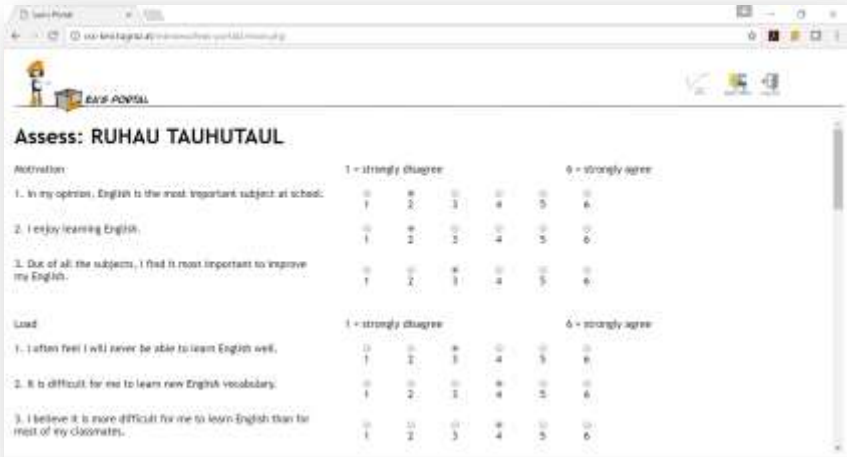 EVA'S PORTAL
Assess: RUHAU TAUHUTAUL
Motivation 1 = strongly disagree 6 = strongly agree
1. In my opinion, English is the most important subject at school.
1 2 3 4 5 6
2. I enjoy learning English.
1 2 3 4 5 6
3. Out of all the subjects, I find it most important to improve
my English.
1 2 3 4 5 6
Load 1 = strongly disagree 6 = strongly agree
1. I often feel I will never be able to learn English well.
1 2 3 4 5 6
2. It is difficult for me to learn new English vocabulary.
1 2 3 4 5 6
3. I believe it is more difficult for me to learn English than for
most of my classmates.
1 2 3 4 5 6